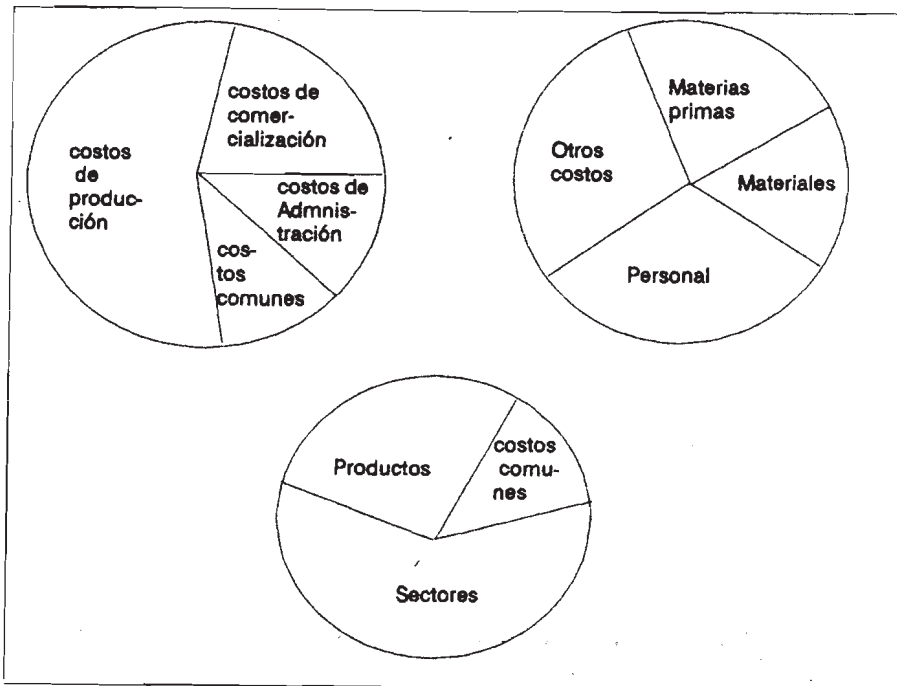 costos de
comer-
cialización
costos
de
produc-
ción
costos de
Admnis-
tración
cos-
tos
comunes
Materias
primas
Otros
costos
Materiales
Personal
Productos
costos
comu-
nes
Sectores